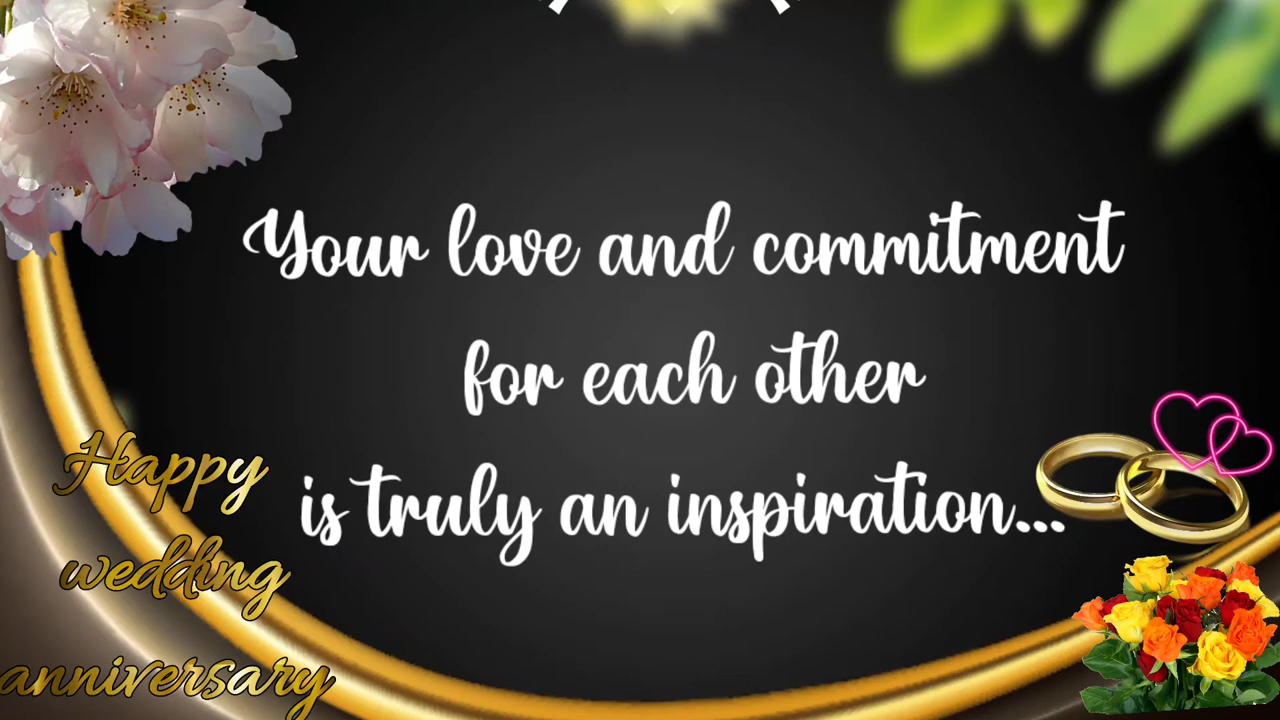 Your love and commitment
for each other
is truly an inspiration...
Happy
wedding
anniversary